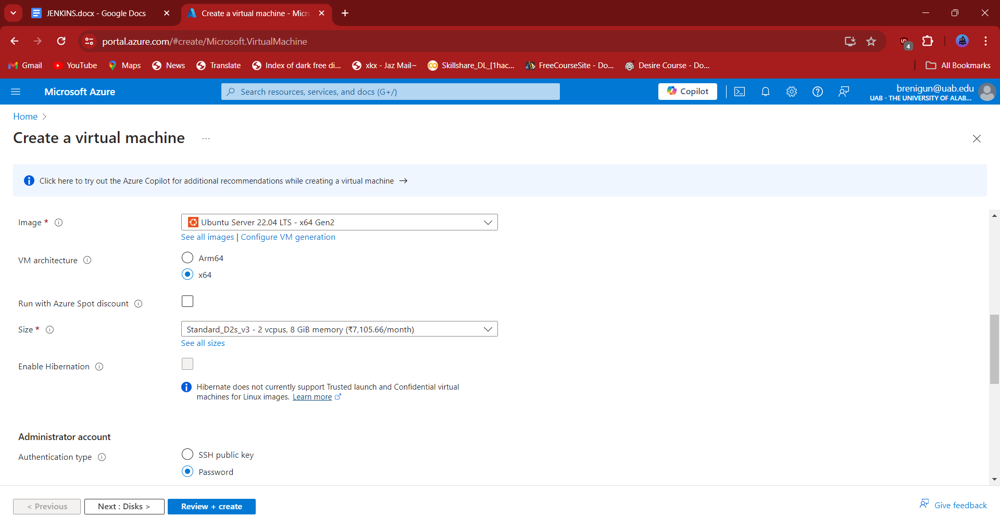 JENKINS.docx - Google Docs
Create a virtual machine - Micr
portal.azure.com/#create/Microsoft.VirtualMachine
4
Gmail
YouTube
Maps
News
Translate
Index of dark free di...
xkx - Jaz Mail~
Skillshare_DL_[1hac...
FreeCourseSite - Do...
Desire Course - Do...
All Bookmarks
Microsoft Azure
Search resources, services, and docs (G+/)
Copilot
brenigun@uab.edu
UAB - THE UNIVERSITY OF ALAB...
Home >
Create a virtual machine ...
Click here to try out the Azure Copilot for additional recommendations while creating a virtual machine →
Image *
Ubuntu Server 22.04 LTS - x64 Gen2
See all images | Configure VM generation
VM architecture
Arm64
x64
Run with Azure Spot discount
Size *
Standard_D2s_v3 - 2 vcpus, 8 GiB memory (₹7,105.66/month)
See all sizes
Enable Hibernation
Hibernate does not currently support Trusted launch and Confidential virtual
machines for Linux images. Learn more
Administrator account
Authentication type
SSH public key
Password
< Previous
Next : Disks >
Review + create
Give feedback